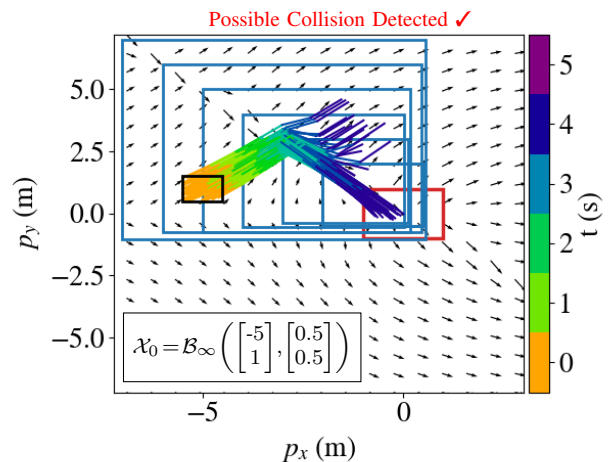 Possible Collision Detected ✓
5.0
2.5
0.0
−2.5
−5.0
p_y (m)
𝒳₀ = ℬ_∞ ( [-5 1], [0.5 0.5] )
−5
0
p_x (m)
5
4
3
2
1
0
t (s)